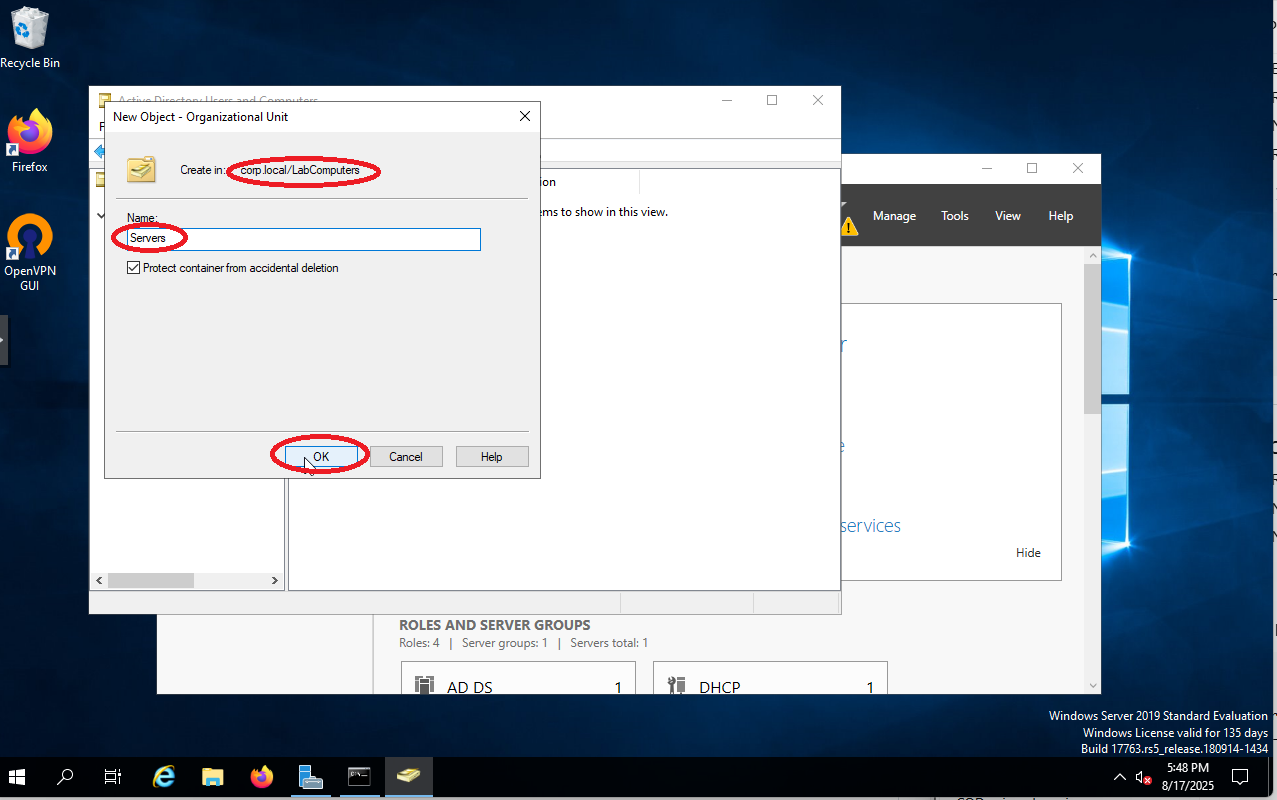 Recycle Bin
Firefox
OpenVPN
GUI
Active Directory Users and Computers
New Object - Organizational Unit
Create in: corp.local/LabComputers
Name:
Servers
Protect container from accidental deletion
OK
Cancel
Help
Manage
Tools
View
Help
services
Hide
ROLES AND SERVER GROUPS
Roles: 4 | Server groups: 1 | Servers total: 1
AD DS 1
DHCP 1
to show in this view.
Windows Server 2019 Standard Evaluation
Windows License valid for 135 days
Build 17763.rs5_release.180914-1434
5:48 PM
8/17/2025